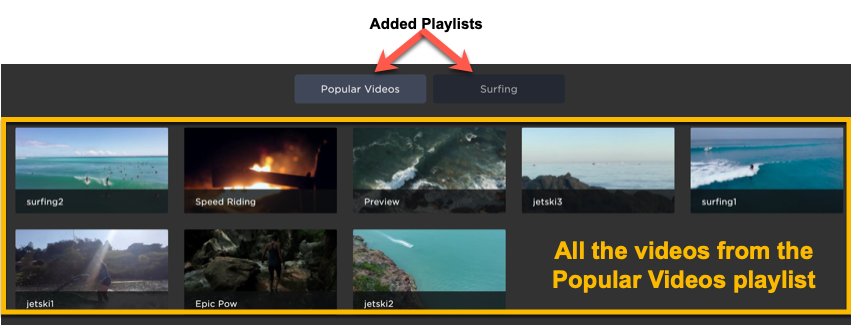 Added Playlists
Popular Videos
Surfing
surfing2
Speed Riding
Preview
jetski3
surfing1
jetski1
Epic Pow
jetski2
All the videos from the
Popular Videos playlist